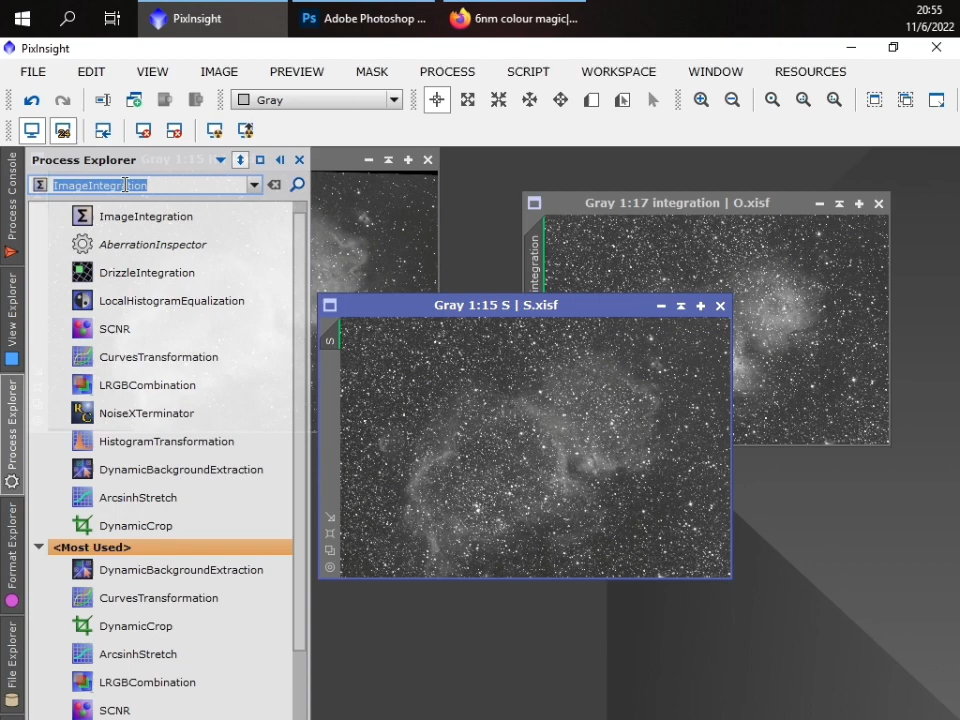 PixInsight
Ps Adobe Photoshop ...
6nm colour magic|...
20:55
11/6/2022
PixInsight
FILE EDIT VIEW IMAGE PREVIEW MASK PROCESS SCRIPT WORKSPACE WINDOW RESOURCES
Gray
Process Console
View Explorer
Process Explorer
Format Explorer
File Explorer
Process Explorer
ImageIntegration
ImageIntegration
AberrationInspector
DrizzleIntegration
LocalHistogramEqualization
SCNR
CurvesTransformation
LRGBCombination
NoiseXTerminator
HistogramTransformation
DynamicBackgroundExtraction
ArcsinhStretch
DynamicCrop
<Most Used>
DynamicBackgroundExtraction
CurvesTransformation
DynamicCrop
ArcsinhStretch
LRGBCombination
SCNR
Gray 1:17 integration | O.xisf
integration
Gray 1:15 S | S.xisf
S